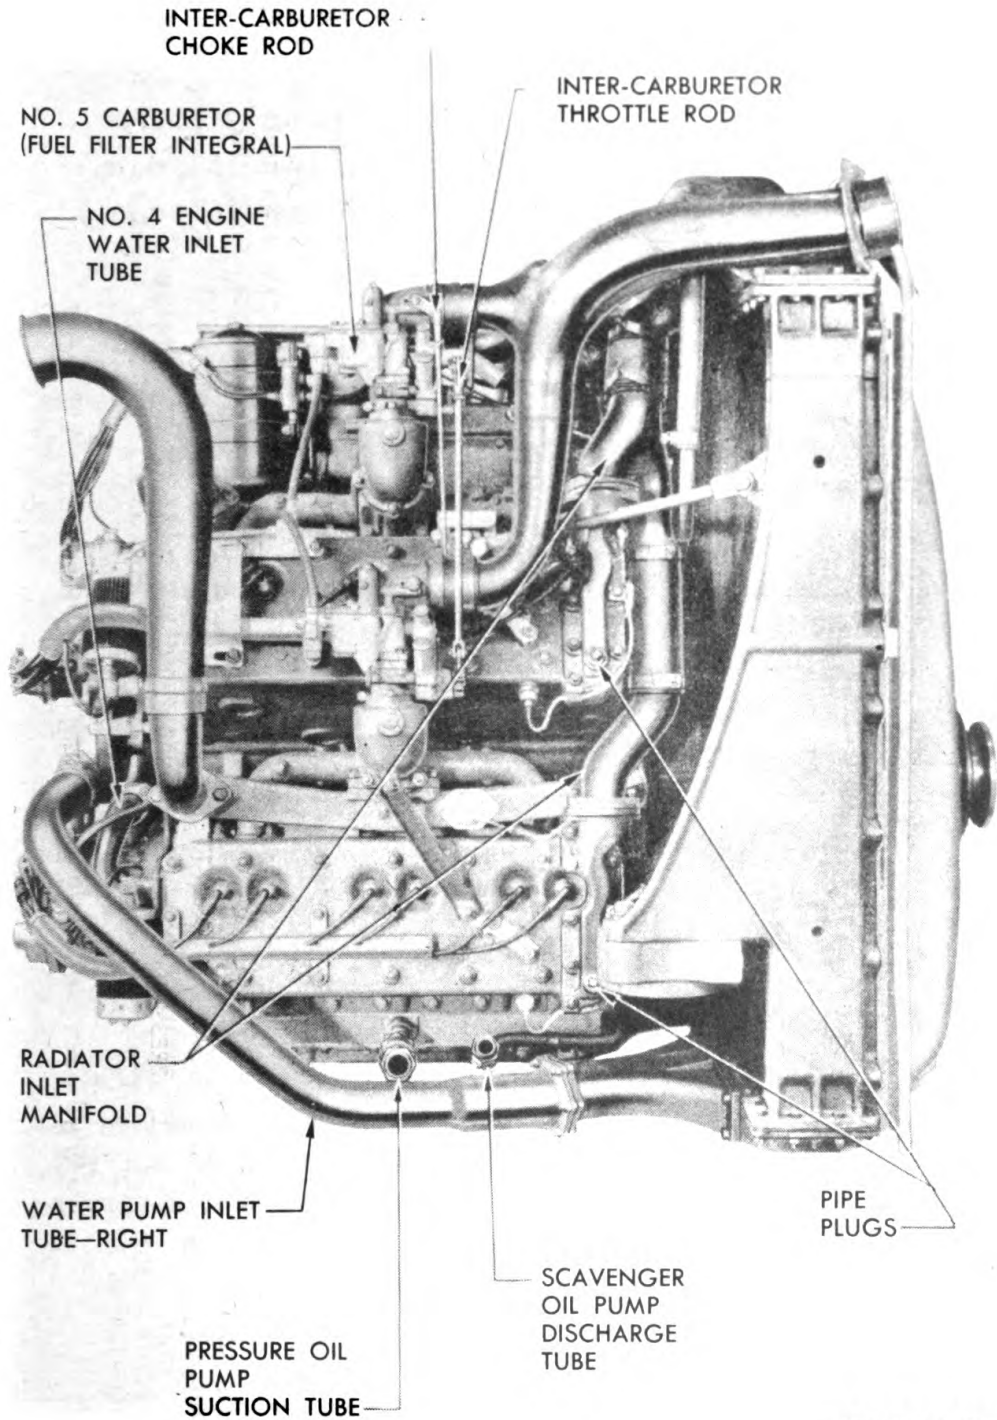 INTER-CARBURETOR
CHOKE ROD
INTER-CARBURETOR
THROTTLE ROD
NO. 5 CARBURETOR
(FUEL FILTER INTEGRAL)
NO. 4 ENGINE
WATER INLET
TUBE
RADIATOR
INLET
MANIFOLD
WATER PUMP INLET
TUBE—RIGHT
PIPE
PLUGS
SCAVENGER
OIL PUMP
DISCHARGE
TUBE
PRESSURE OIL
PUMP
SUCTION TUBE